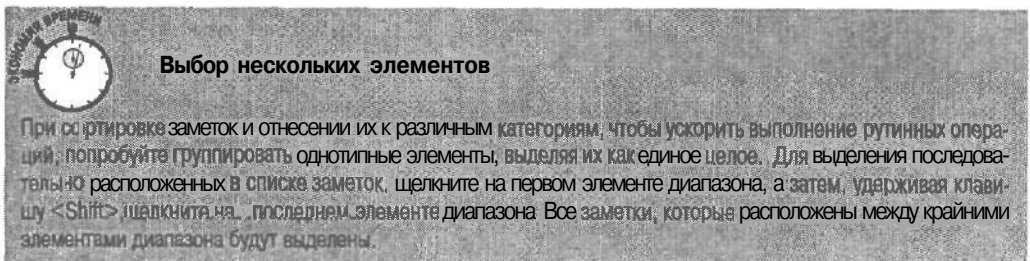 ЭКОНОМИЯ ВРЕМЕНИ
Выбор нескольких элементов
При сортировке заметок и отнесении их к различным категориям, чтобы ускорить выполнение рутинных опера-
ций, попробуйте группировать однотипные элементы, выделяя их как единое целое. Для выделения последова-
тельно расположенных в списке заметок, щелкните на первом элементе диапазона, а затем, удерживая клави-
шу <Shift> щелкните на последнем элементе диапазона Все заметки, которые расположены между крайними
элементами диапазона будут выделены.